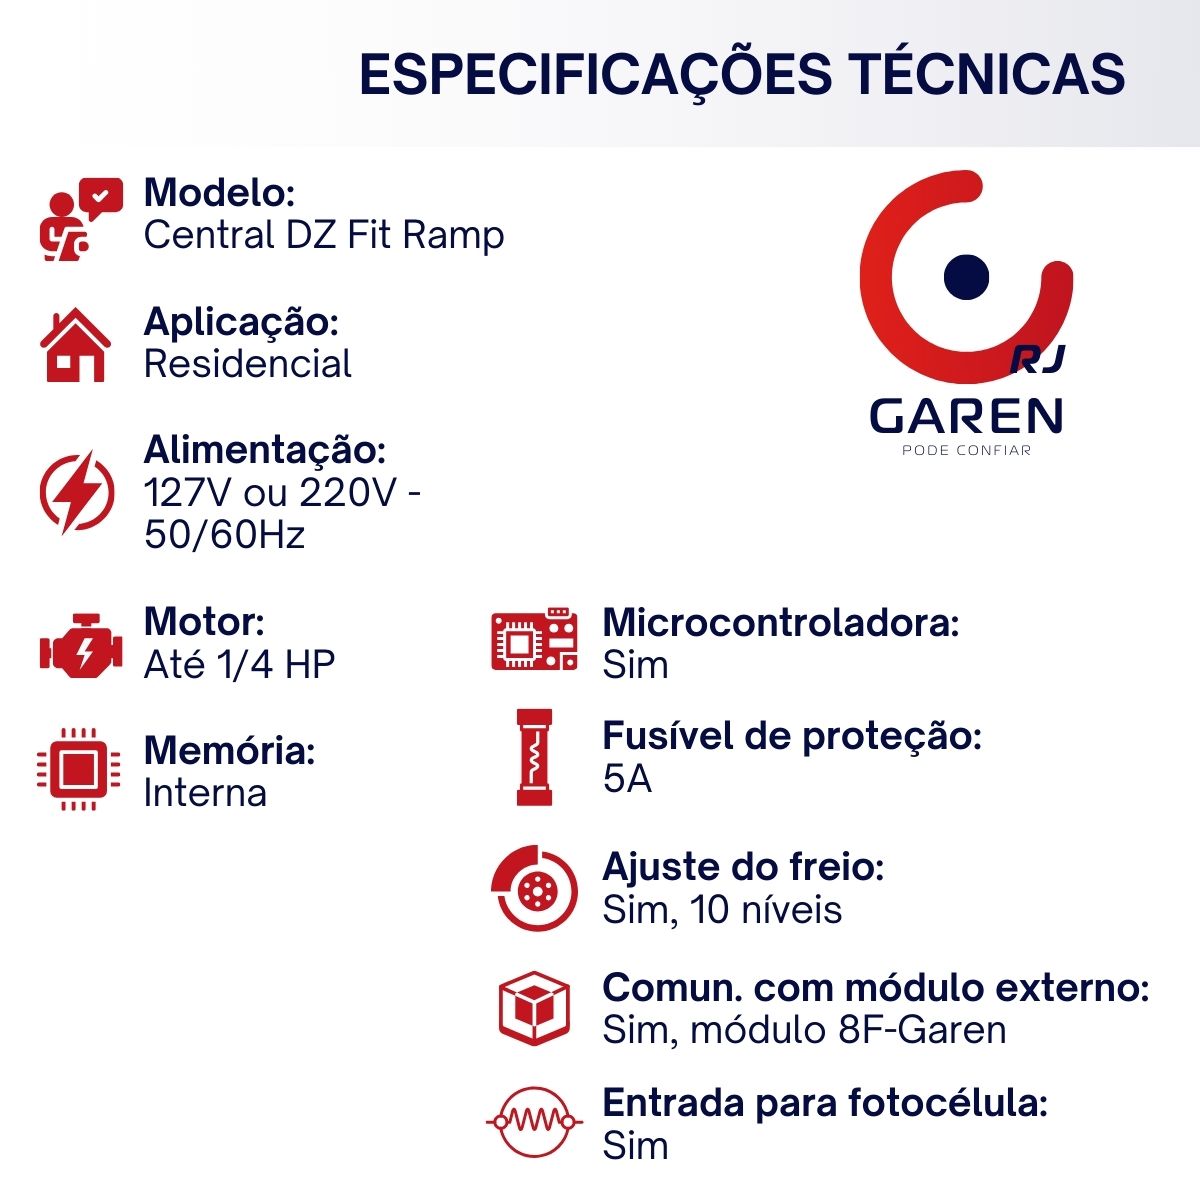 ESPECIFICAÇÕES TÉCNICAS
Modelo:
Central DZ Fit Ramp
Aplicação:
Residencial
Alimentação:
127V ou 220V -
50/60Hz
Motor:
Até 1/4 HP
Memória:
Interna
RJ
GAREN
PODE CONFIAR
Microcontroladora:
Sim
Fusível de proteção:
5A
Ajuste do freio:
Sim, 10 níveis
Comun. com módulo externo:
Sim, módulo 8F-Garen
Entrada para fotocélula:
Sim